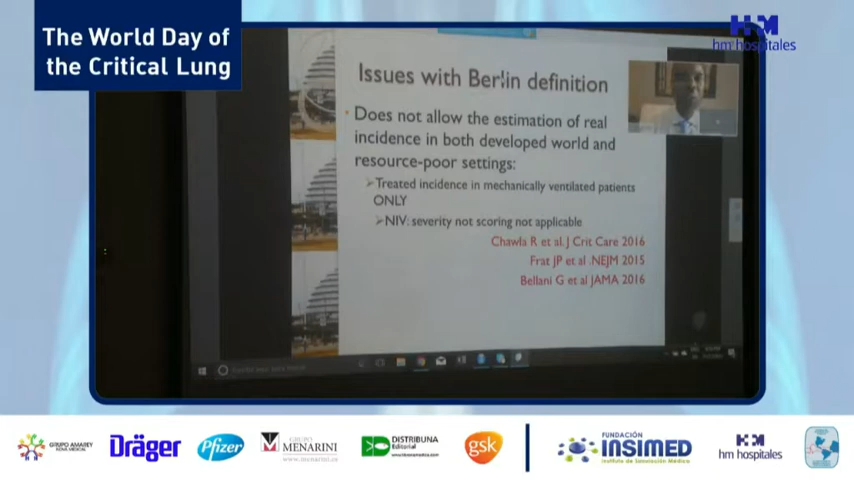 The World Day of
the Critical Lung
hm hospitales
Issues with Berlin definition
Does not allow the estimation of real
incidence in both developed world and
resource-poor settings:
Treated incidence in mechanically ventilated patients
ONLY
NIV: severity not scoring not applicable
Chawla R et al. J Crit Care 2016
Frat JP et al .NEJM 2015
Bellani G et al JAMA 2016
GRUPO AMAREY
NOVA MEDICAL
Dräger
Pfizer
GRUPO
MENARINI
www.menarini.es
DISTRIBUNA
Editorial
gsk
FUNDACIÓN
INSIMED
Instituto de Simulación Médica
hm hospitales